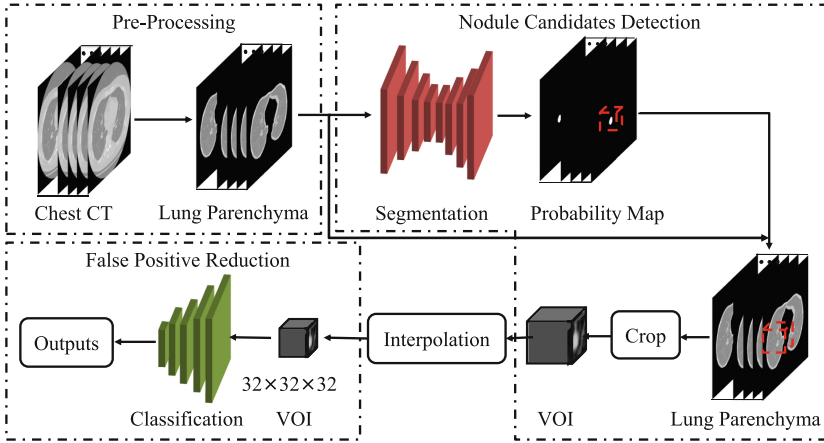 Pre-Processing
Nodule Candidates Detection
Chest CT
Lung Parenchyma
Segmentation
Probability Map
False Positive Reduction
Outputs
32×32×32
Interpolation
Crop
Classification
VOI
VOI
Lung Parenchyma